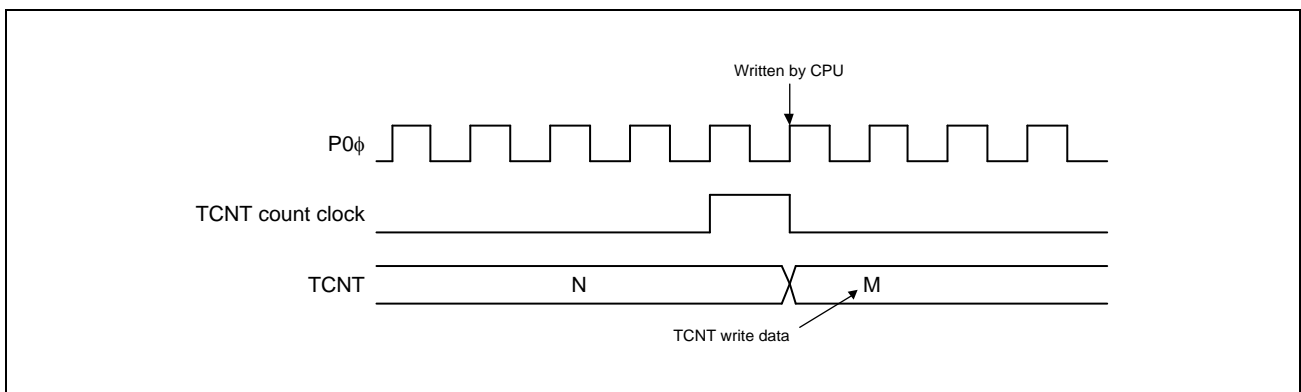 Written by CPU
P0ϕ
TCNT count clock
TCNT
N
M
TCNT write data